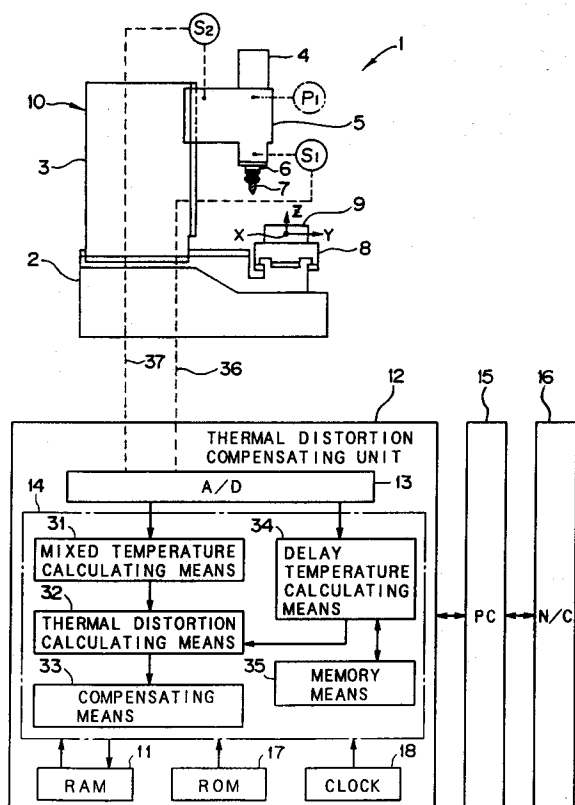 S2
4
1
10
P1
5
3
S1
6
7
9
Z
X
Y
8
2
37
36
12
15
16
THERMAL DISTORTION
COMPENSATING UNIT
A/D
13
14
31
34
MIXED TEMPERATURE
CALCULATING MEANS
DELAY
TEMPERATURE
CALCULATING
MEANS
32
THERMAL DISTORTION
CALCULATING MEANS
PC
N/C
33
35
COMPENSATING
MEANS
MEMORY
MEANS
11
17
18
RAM
ROM
CLOCK